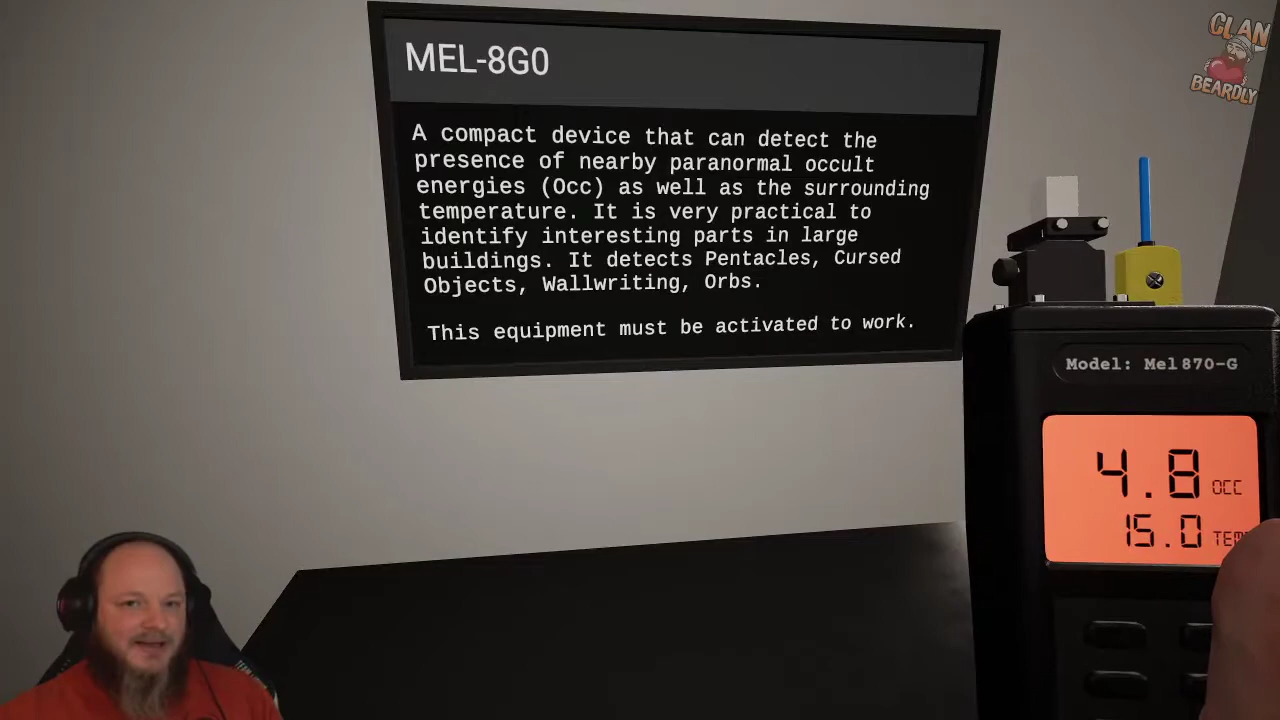 CLAN
BEARDLY
MEL-8G0
A compact device that can detect the
presence of nearby paranormal occult
energies (Occ) as well as the surrounding
temperature. It is very practical to
identify interesting parts in large
buildings. It detects Pentacles, Cursed
Objects, Wallwriting, Orbs.
This equipment must be activated to work.
Model: Mel870-G
4.8 OCC
15.0